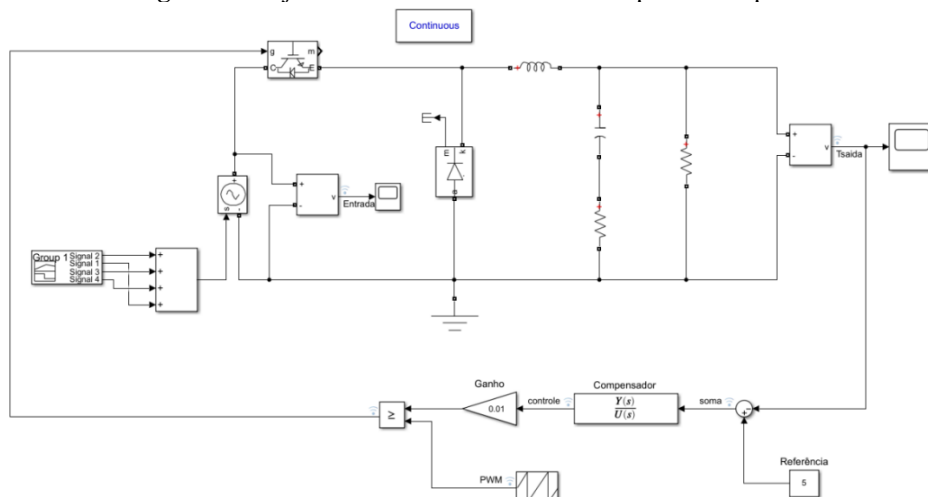 Continuous
g
m
C
E
m
k
a
+
v
Tsaida
-
+
s
-
+
v
Entrada
-
Group 1
Signal 2
Signal 1
Signal 3
Signal 4
+
+
+
+
Ganho
0.01
controle
Compensador
Y(s)
U(s)
soma
−
+
≥
PWM
Referência
5